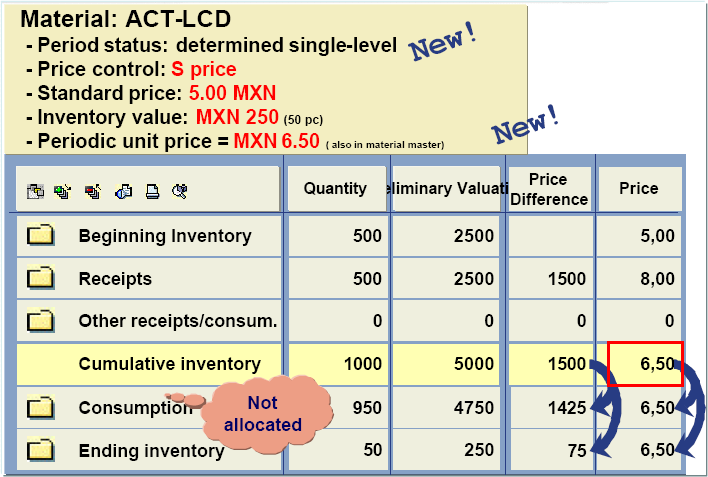 Material: ACT-LCD
- Period status: determined single-level
New!
- Price control: S price
- Standard price: 5.00 MXN
- Inventory value: MXN 250 (50 pc)
New!
- Periodic unit price = MXN 6.50 ( also in material master)
Quantity eliminary Valuati Price Difference Price
Beginning Inventory 500 2500 5,00
Receipts 500 2500 1500 8,00
Other receipts/consum. 0 0 0 0
Cumulative inventory 1000 5000 1500 6,50
Consumption 950 4750 1425 6,50
Not
allocated
Ending inventory 50 250 75 6,50